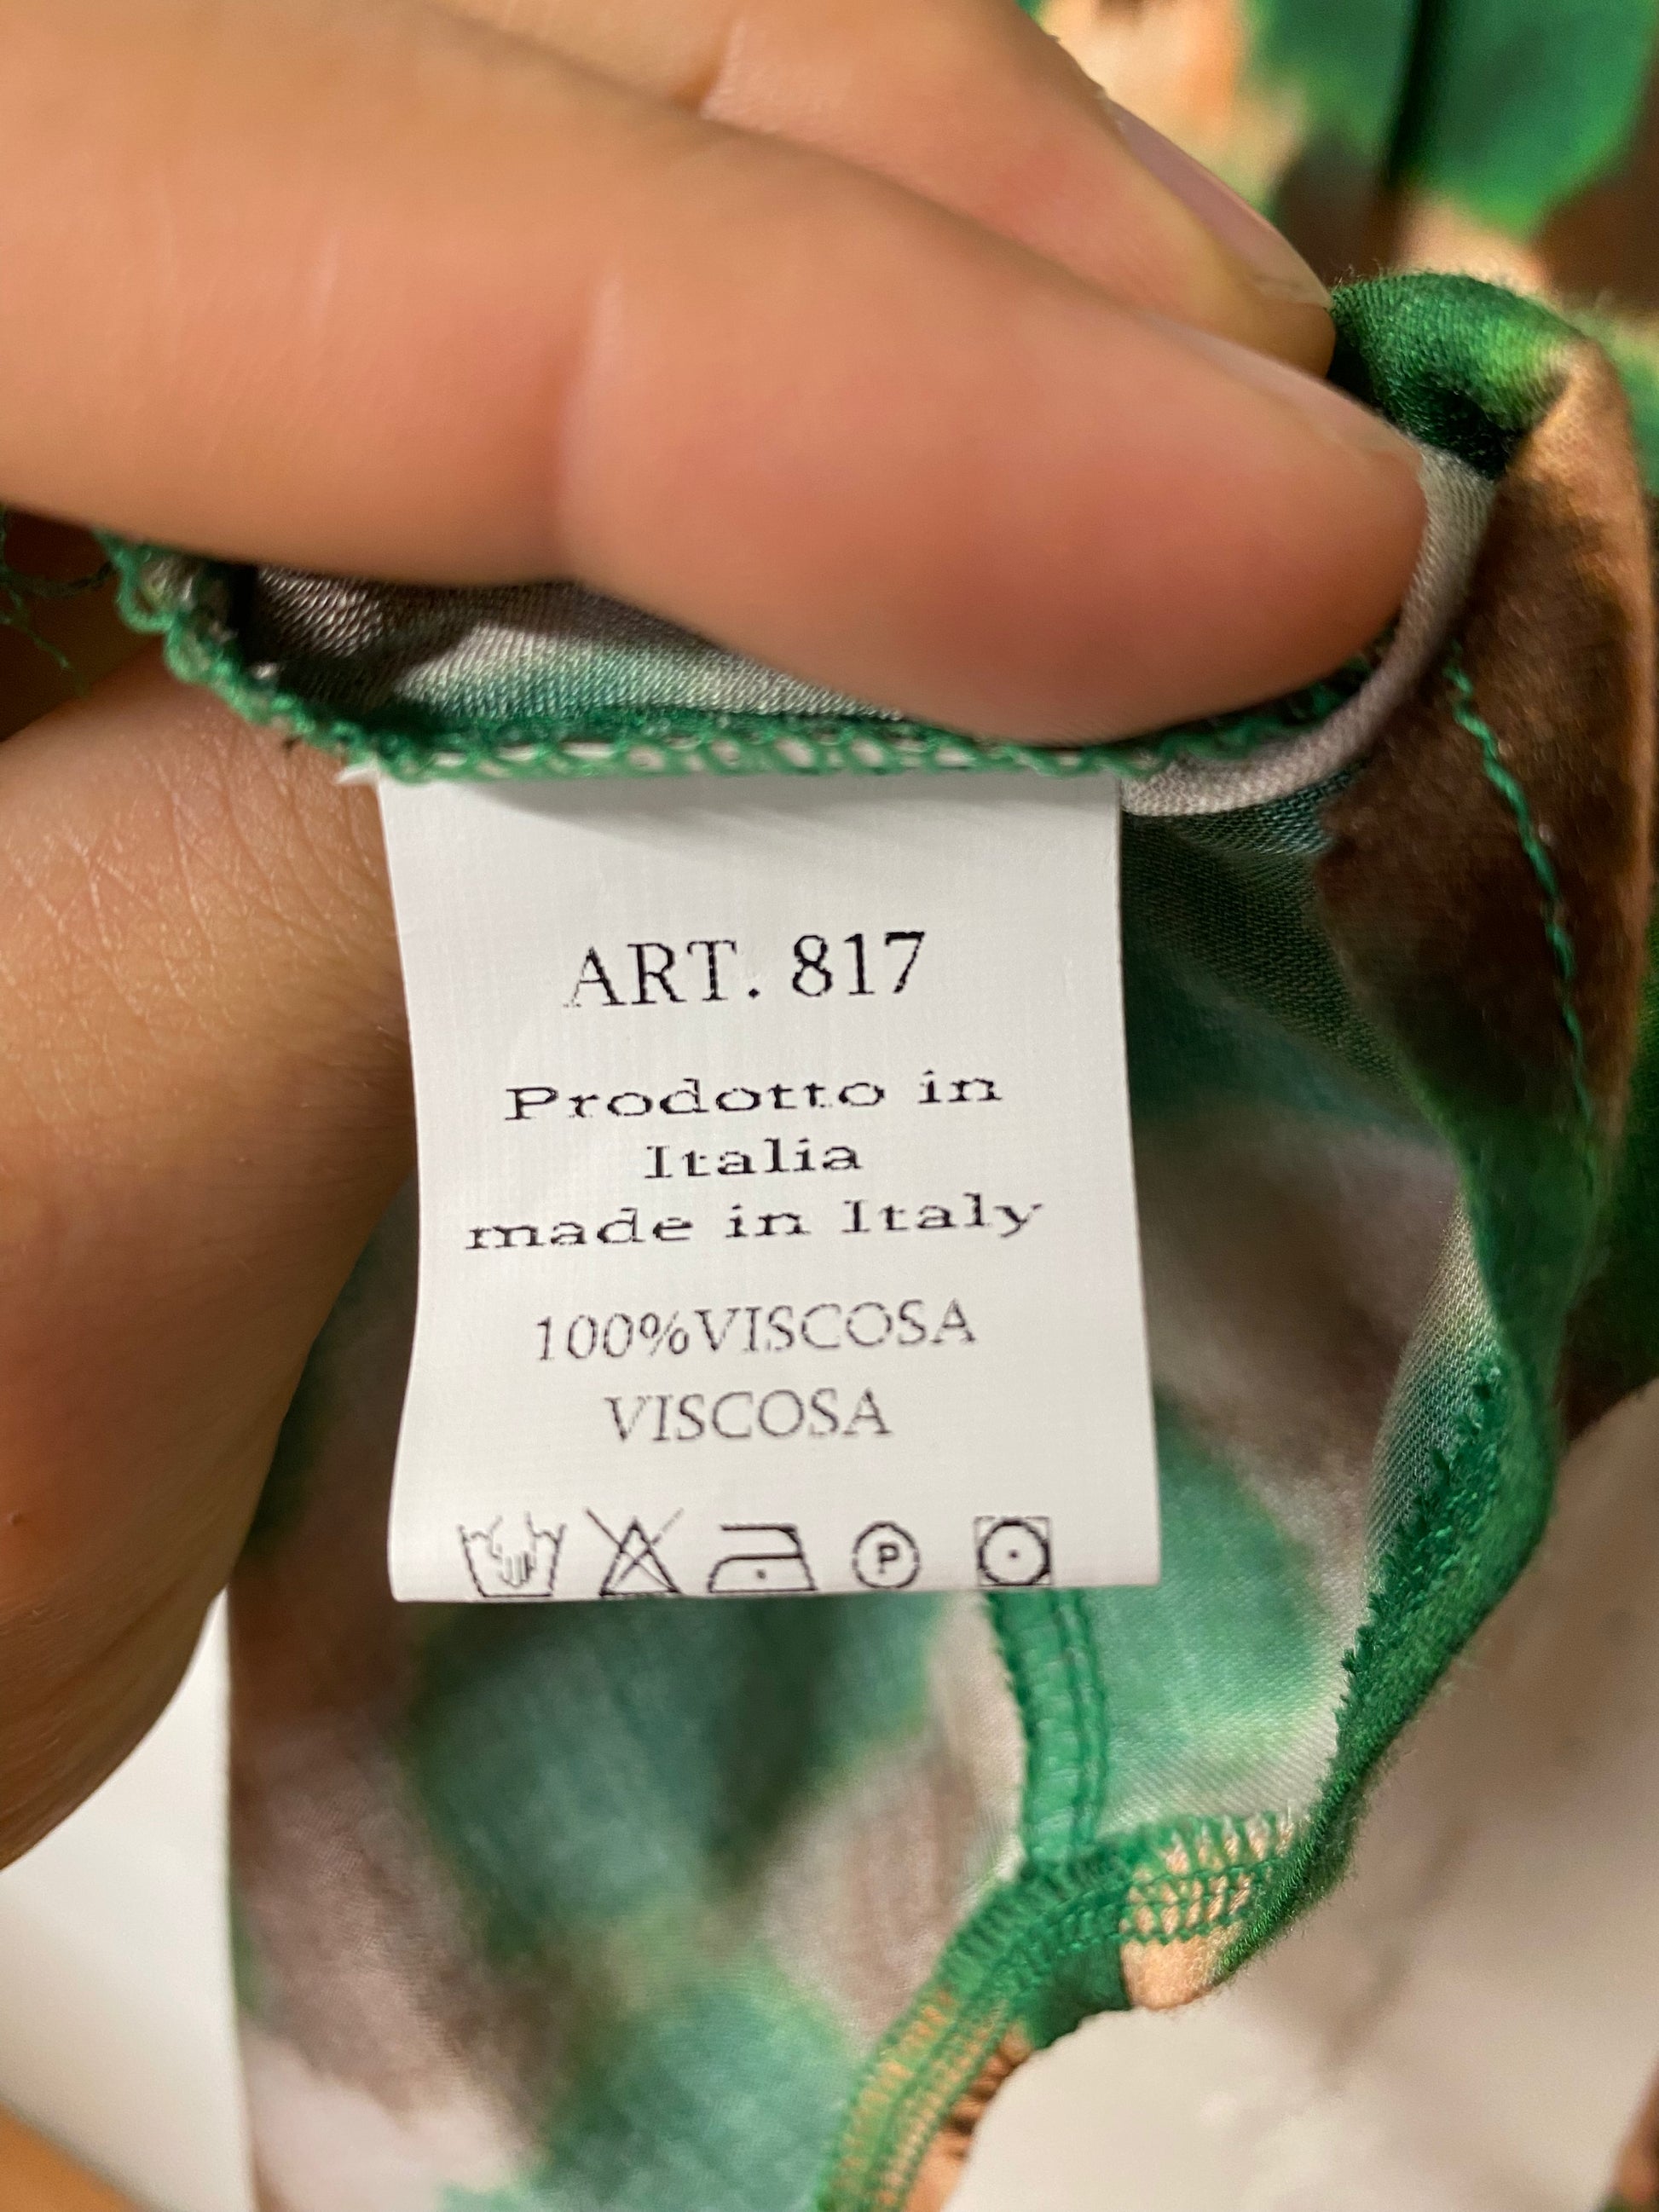 ART. 817
Prodotto in
Italia
made in Italy
100%VISCOSA
VISCOSA
P